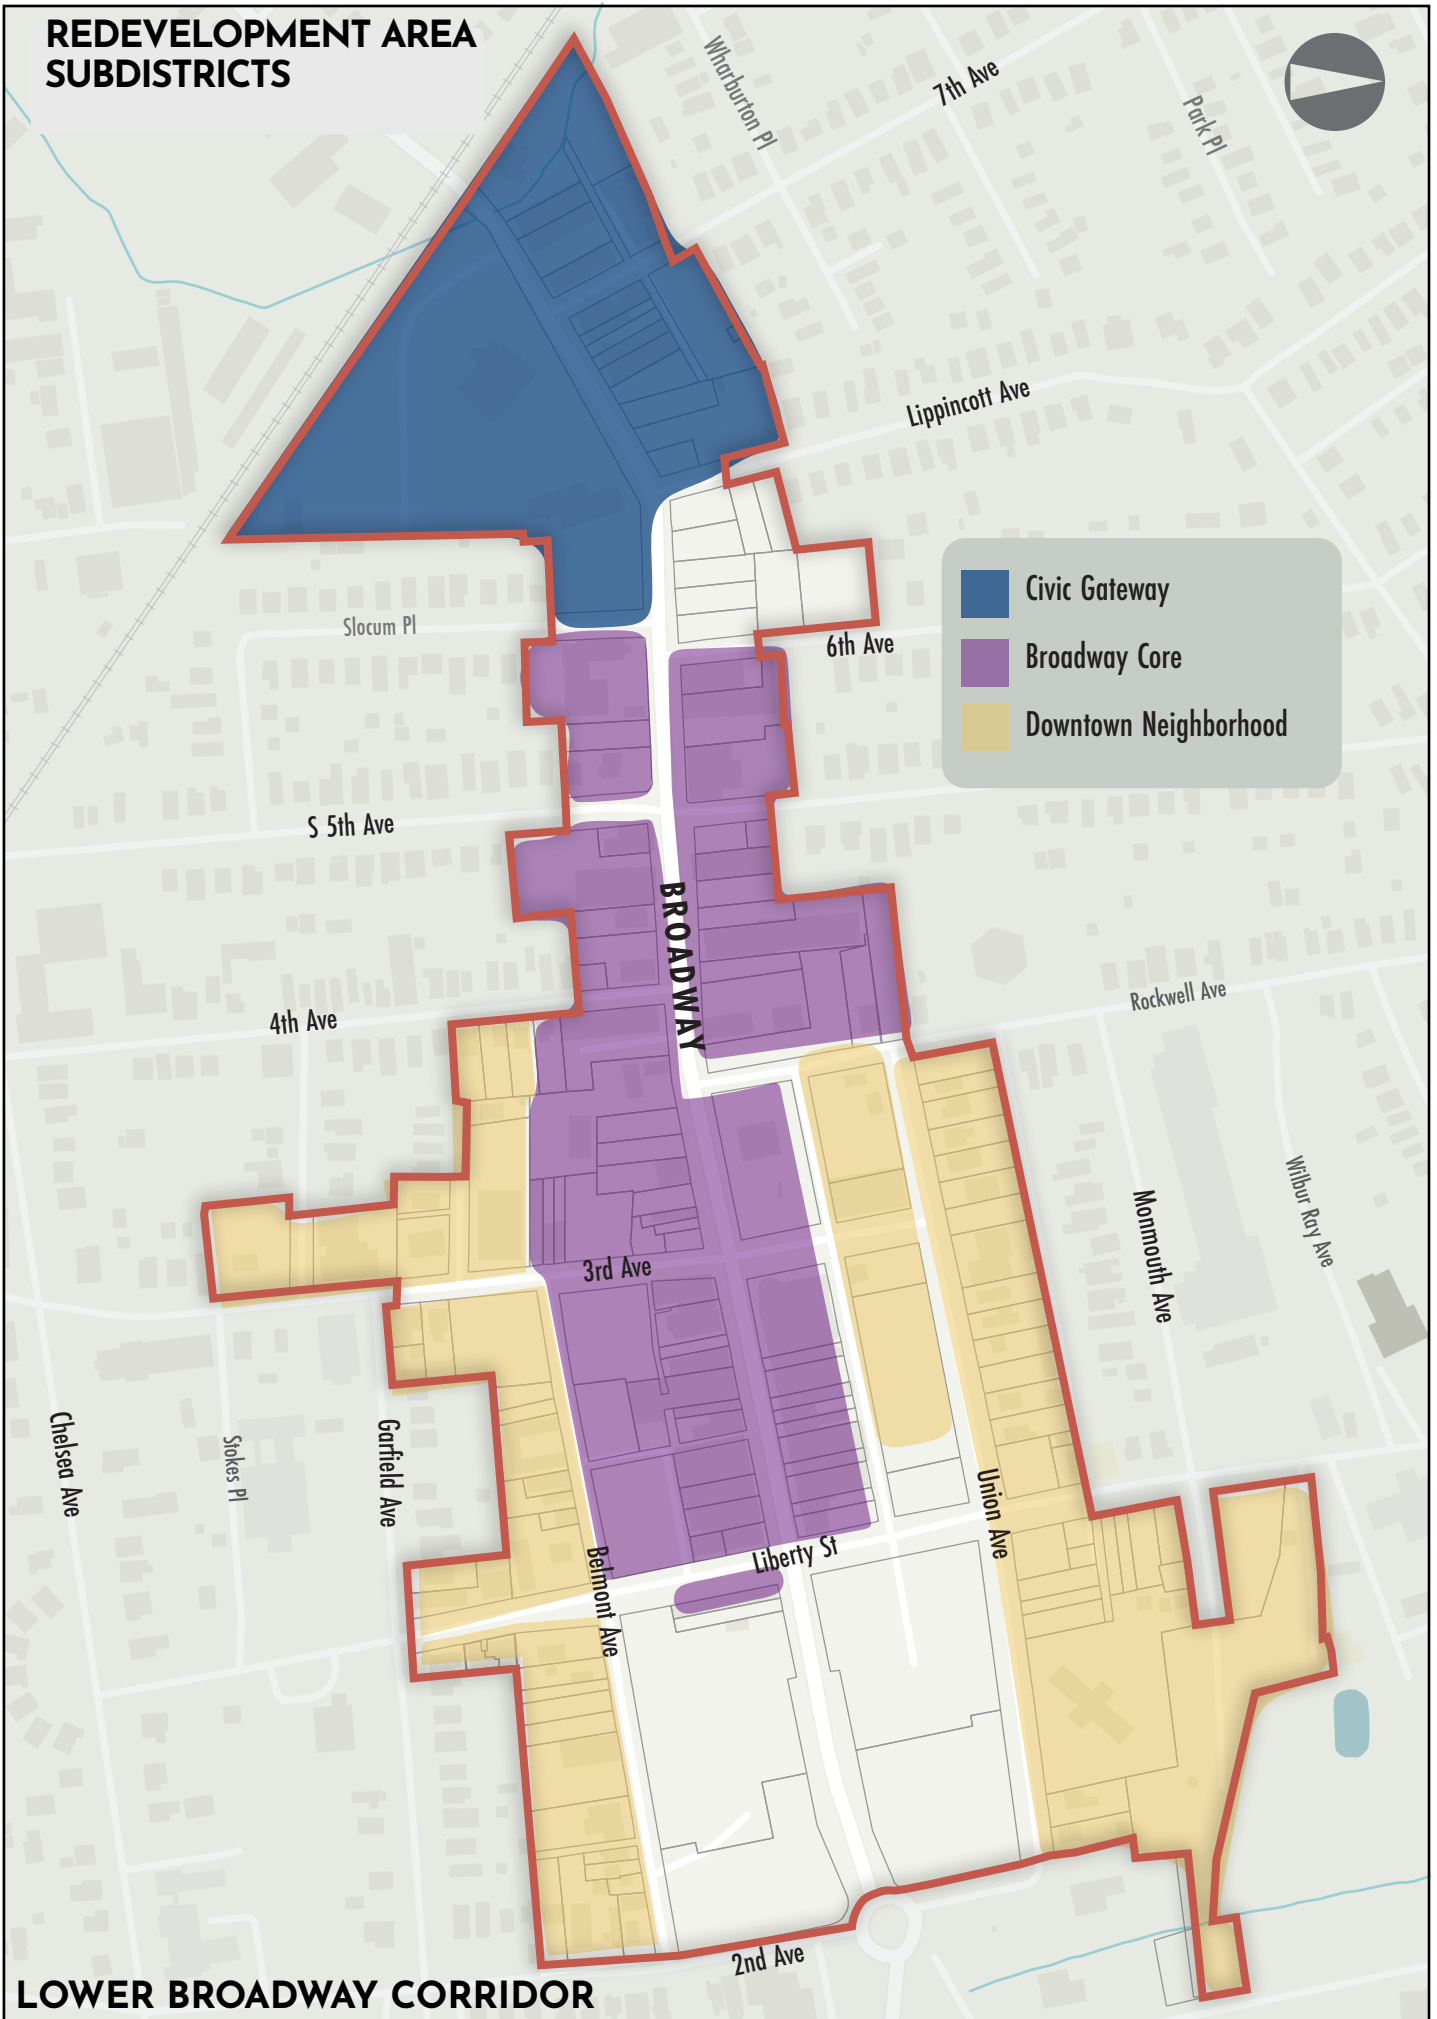 REDEVELOPMENT AREA
SUBDISTRICTS
Wharburton Pl
7th Ave
Park Pl
Lippincott Ave
Civic Gateway
Broadway Core
Downtown Neighborhood
Slocum Pl
6th Ave
S 5th Ave
BROADWAY
4th Ave
Rockwell Ave
Monmouth Ave
Wilbur Ray Ave
3rd Ave
Chelsea Ave
Stokes Pl
Garfield Ave
Union Ave
Liberty St
Belmont Ave
2nd Ave
LOWER BROADWAY CORRIDOR